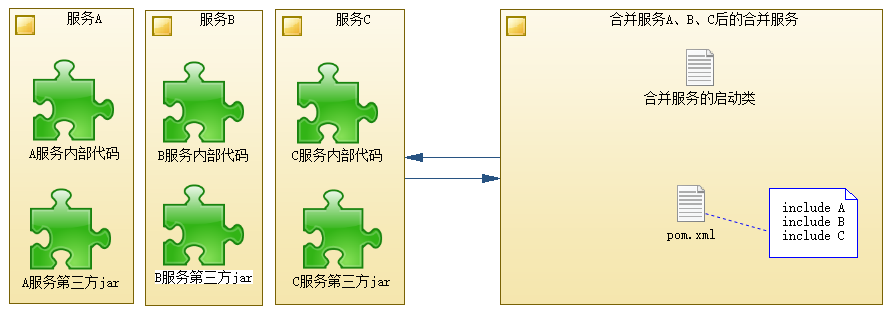 服务A
A服务内部代码
A服务第三方jar
服务B
B服务内部代码
B服务第三方jar
服务C
C服务内部代码
C服务第三方jar
合并服务A、B、C后的合并服务
合并服务的启动类
pom.xml
include A
include B
include C